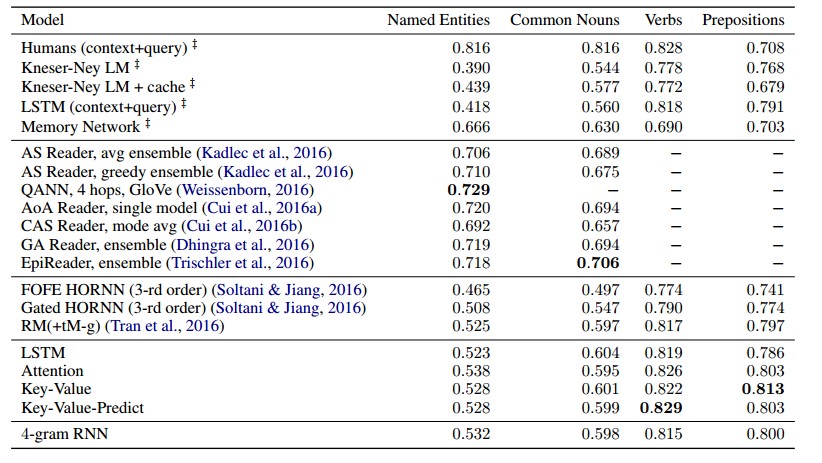 Model Named Entities Common Nouns Verbs Prepositions
Humans (context+query) ‡ 0.816 0.816 0.828 0.708
Kneser-Ney LM ‡ 0.390 0.544 0.778 0.768
Kneser-Ney LM + cache ‡ 0.439 0.577 0.772 0.679
LSTM (context+query) ‡ 0.418 0.560 0.818 0.791
Memory Network ‡ 0.666 0.630 0.690 0.703
AS Reader, avg ensemble (Kadlec et al., 2016) 0.706 0.689 – –
AS Reader, greedy ensemble (Kadlec et al., 2016) 0.710 0.675 – –
QANN, 4 hops, GloVe (Weissenborn, 2016) 0.729 – – –
AoA Reader, single model (Cui et al., 2016a) 0.720 0.694 – –
CAS Reader, mode avg (Cui et al., 2016b) 0.692 0.657 – –
GA Reader, ensemble (Dhingra et al., 2016) 0.719 0.694 – –
EpiReader, ensemble (Trischler et al., 2016) 0.718 0.706 – –
FOFE HORNN (3-rd order) (Soltani & Jiang, 2016) 0.465 0.497 0.774 0.741
Gated HORNN (3-rd order) (Soltani & Jiang, 2016) 0.508 0.547 0.790 0.774
RM(+tM-g) (Tran et al., 2016) 0.525 0.597 0.817 0.797
LSTM 0.523 0.604 0.819 0.786
Attention 0.538 0.595 0.826 0.803
Key-Value 0.528 0.601 0.822 0.813
Key-Value-Predict 0.528 0.599 0.829 0.803
4-gram RNN 0.532 0.598 0.815 0.800